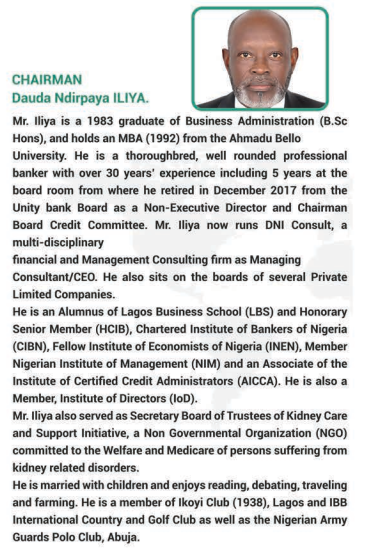 CHAIRMAN
Dauda Ndirpaya ILIYA.
Mr. Iliya is a 1983 graduate of Business Administration (B.Sc
Hons), and holds an MBA (1992) from the Ahmadu Bello
University. He is a thoroughbred, well rounded professional
banker with over 30 years' experience including 5 years at the
board room from where he retired in December 2017 from the
Unity bank Board as a Non-Executive Director and Chairman
Board Credit Committee. Mr. Iliya now runs DNI Consult, a
multi-disciplinary
financial and Management Consulting firm as Managing
Consultant/CEO. He also sits on the boards of several Private
Limited Companies.
He is an Alumnus of Lagos Business School (LBS) and Honorary
Senior Member (HCIB), Chartered Institute of Bankers of Nigeria
(CIBN), Fellow Institute of Economists of Nigeria (INEN), Member
Nigerian Institute of Management (NIM) and an Associate of the
Institute of Certified Credit Administrators (AICCA). He is also a
Member, Institute of Directors (IoD).
Mr. Iliya also served as Secretary Board of Trustees of Kidney Care
and Support Initiative, a Non Governmental Organization (NGO)
committed to the Welfare and Medicare of persons suffering from
kidney related disorders.
He is married with children and enjoys reading, debating, traveling
and farming. He is a member of Ikoyi Club (1938), Lagos and IBB
International Country and Golf Club as well as the Nigerian Army
Guards Polo Club, Abuja.